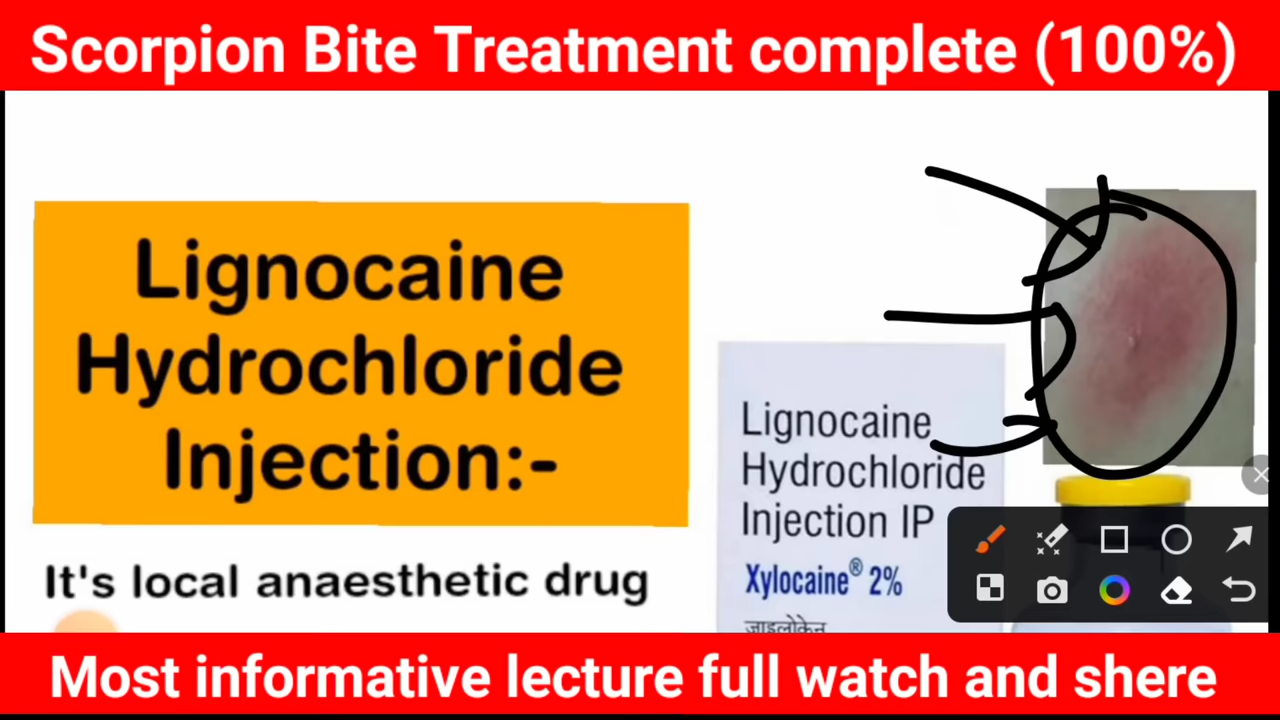 Scorpion Bite Treatment complete (100%)
Lignocaine
Hydrochloride
Injection:-
It's local anaesthetic drug
Lignocaine
Hydrochloride
Injection IP
Xylocaine® 2%
जाइलोकेन
Most informative lecture full watch and shere